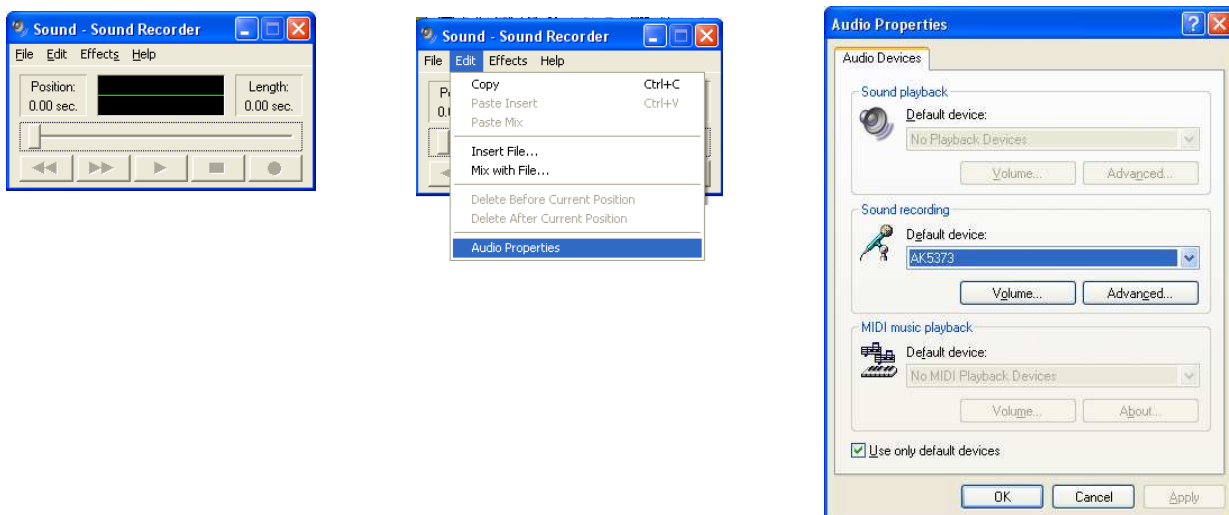 Sound - Sound Recorder
File Edit Effects Help
Position:
0.00 sec.
Length:
0.00 sec.
Sound - Sound Recorder
File Edit Effects Help
Copy Ctrl+C
Paste Insert Ctrl+V
Paste Mix
Insert File...
Mix with File...
Delete Before Current Position
Delete After Current Position
Audio Properties
Audio Properties
Audio Devices
Sound playback
Default device:
No Playback Devices
Volume... Advanced...
Sound recording
Default device:
AK5373
Volume... Advanced...
MIDI music playback
Default device:
No MIDI Playback Devices
Volume... About...
Use only default devices
OK Cancel Apply